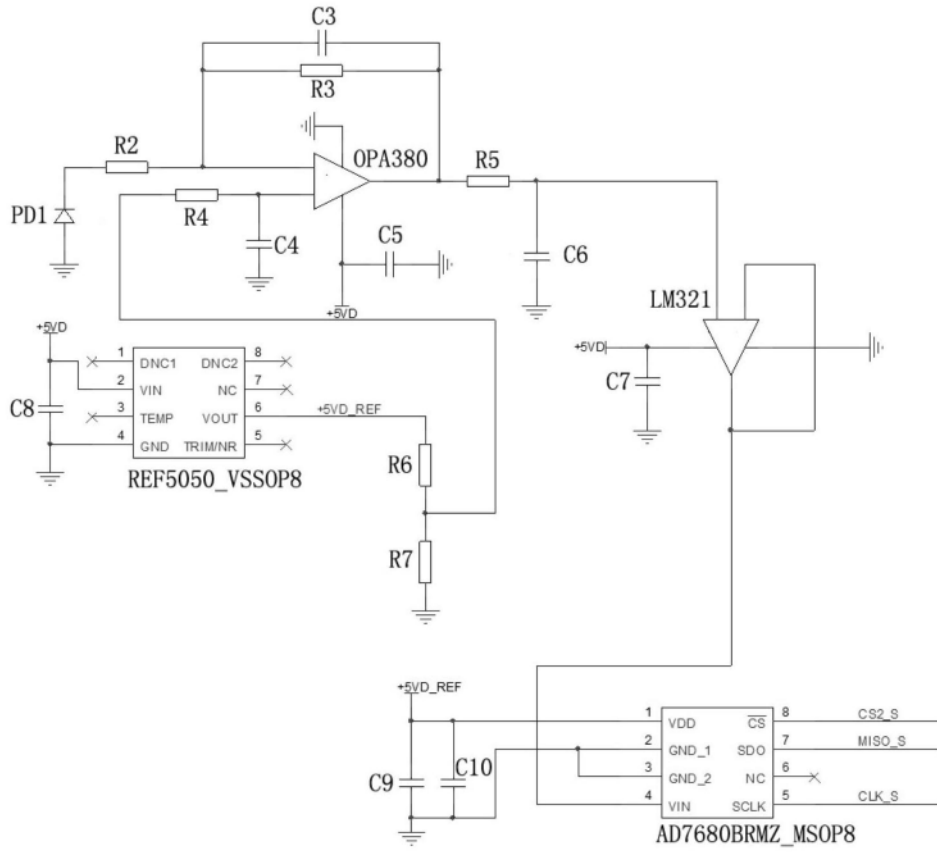 C3
R3
R2
OPA380
R5
PD1
R4
C4
C5
C6
+5VD
LM321
+5VD
C7
+5VD
C8
1 DNC1 DNC2 8
2 VIN NC 7
3 TEMP VOUT 6
4 GND TRIM/NR 5
+5VD_REF
REF5050_VSSOP8
R6
R7
+5VD_REF
C9
C10
1 VDD CS 8 CS2_S
2 GND_1 SDO 7 MISO_S
3 GND_2 NC 6
4 VIN SCLK 5 CLK_S
AD7680BRMZ_MSOP8